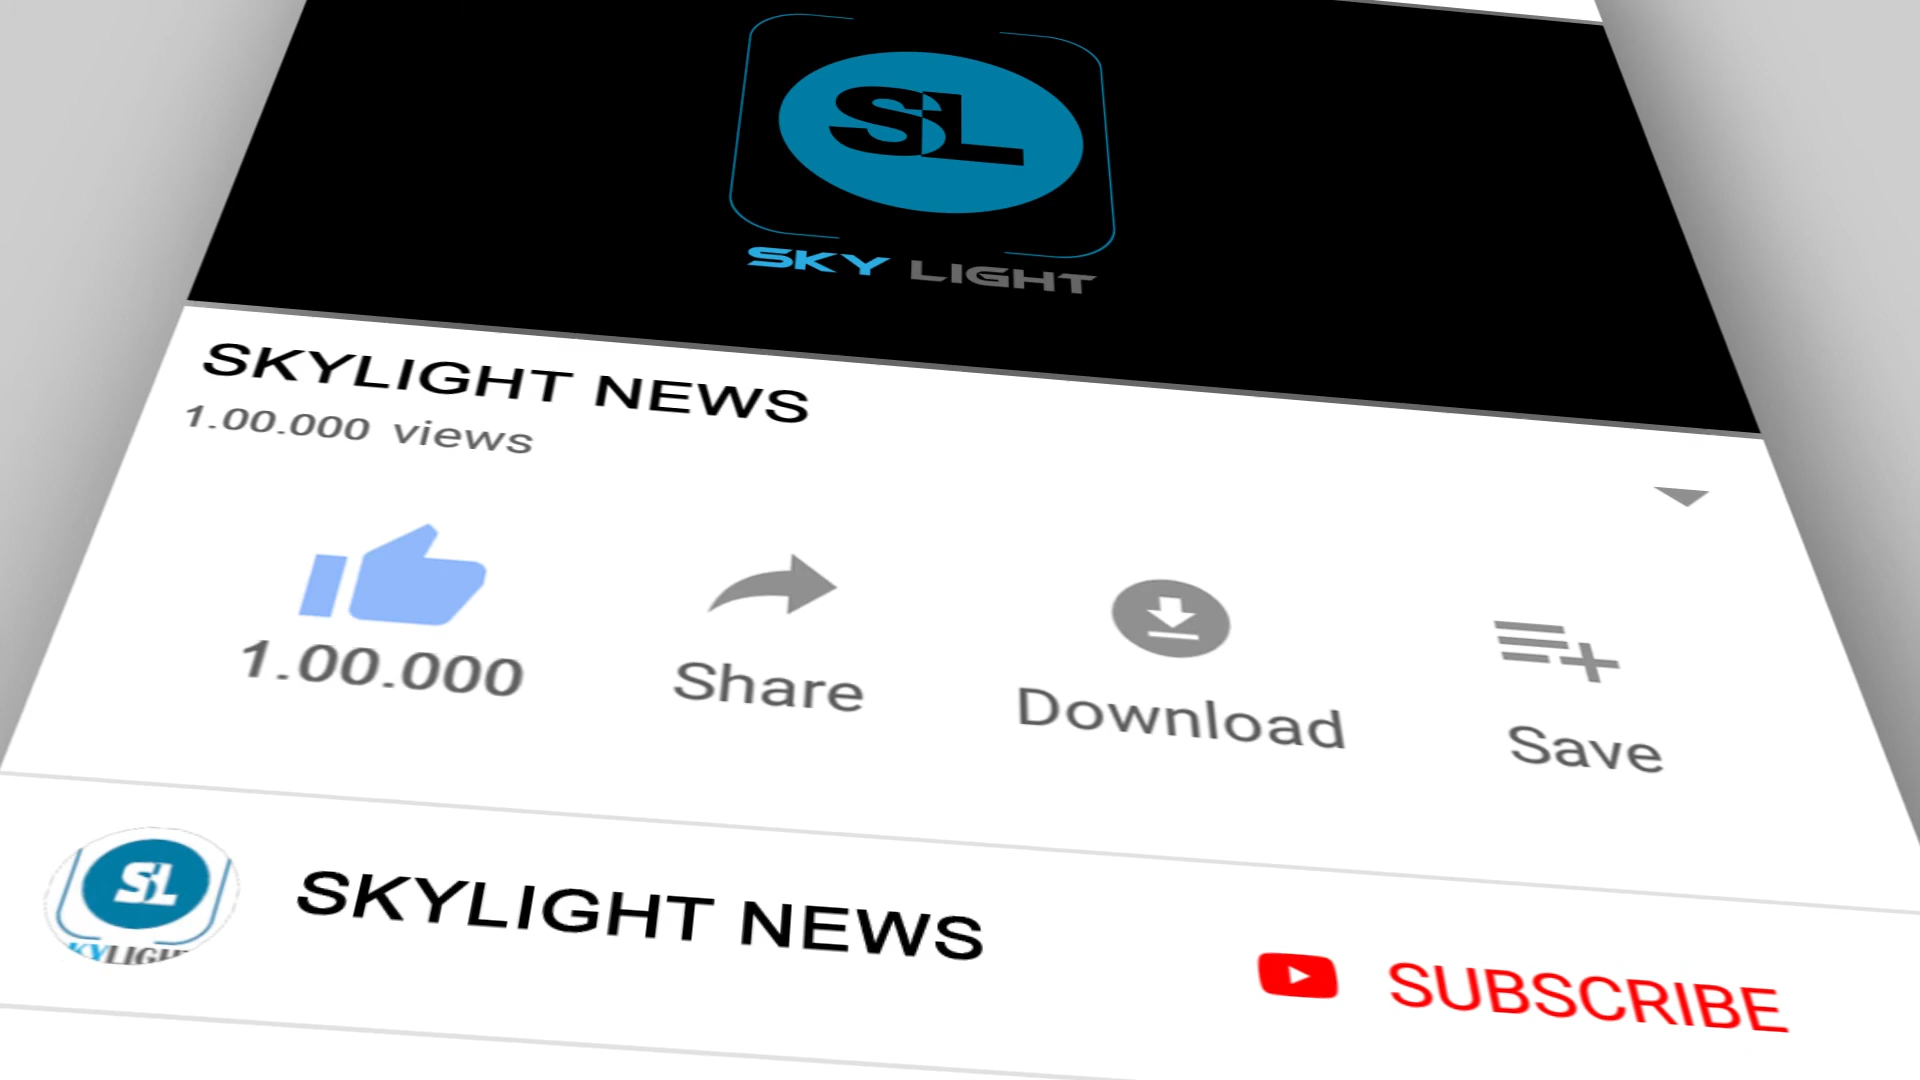 SL
SKY LIGHT
SKYLIGHT NEWS
1.00.000 views
1.00.000
Share
Download
Save
SL
SKYLIGHT NEWS
SUBSCRIBE